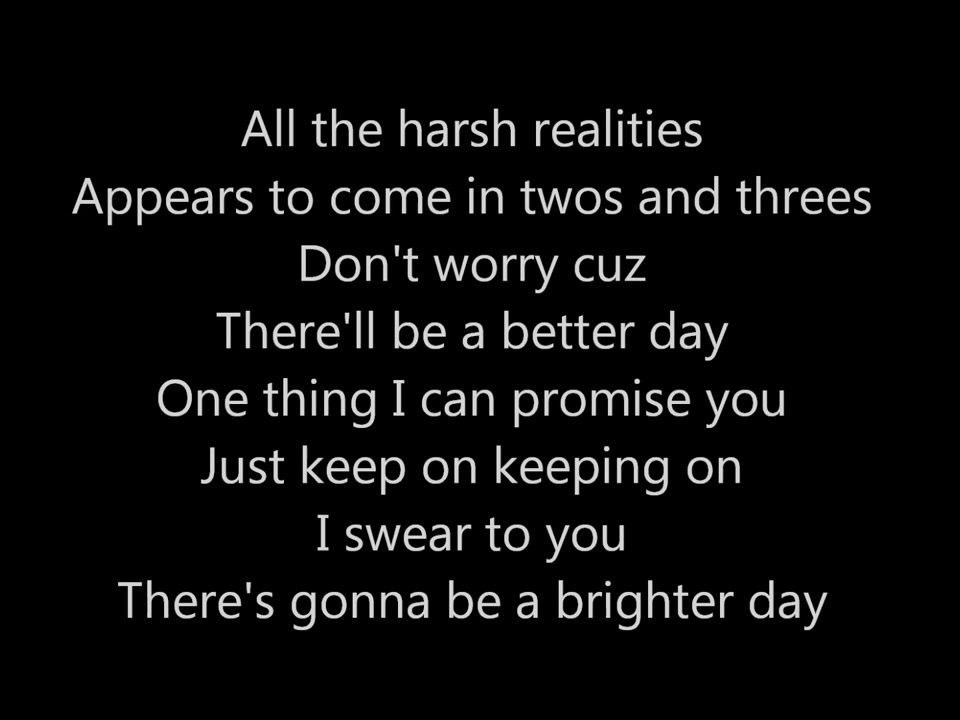 All the harsh realities
Appears to come in twos and threes
Don't worry cuz
There'll be a better day
One thing I can promise you
Just keep on keeping on
I swear to you
There's gonna be a brighter day